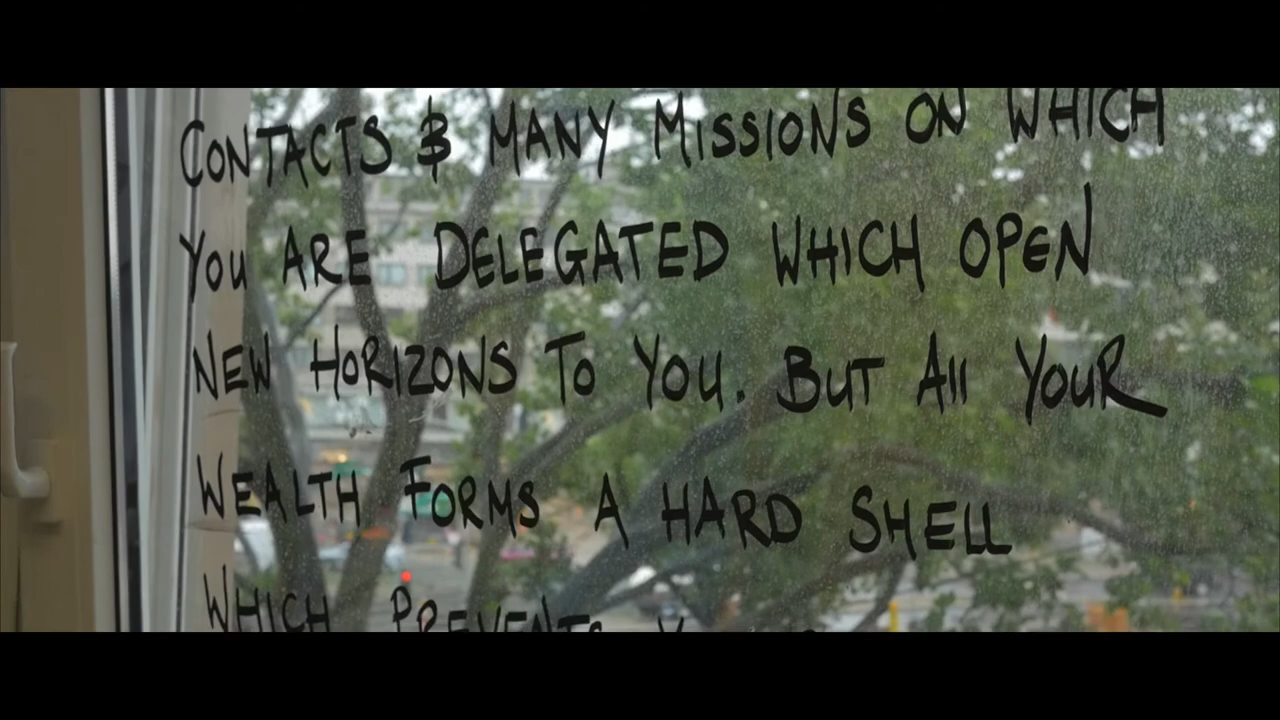 CONTACTS & MANY MISSIONS ON WHICH
YOU ARE DELEGATED WHICH OPEN
NEW HORIZONS TO YOU. BUT All YOUR
WEALTH FORMS A HARD SHELL
WHICH PREVENTS